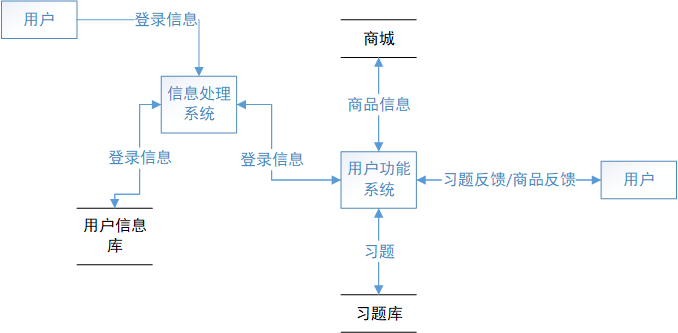 用户
登录信息
商城
信息处理
系统
商品信息
登录信息
登录信息
用户功能
系统
习题反馈/商品反馈
用户
用户信息
库
习题
习题库